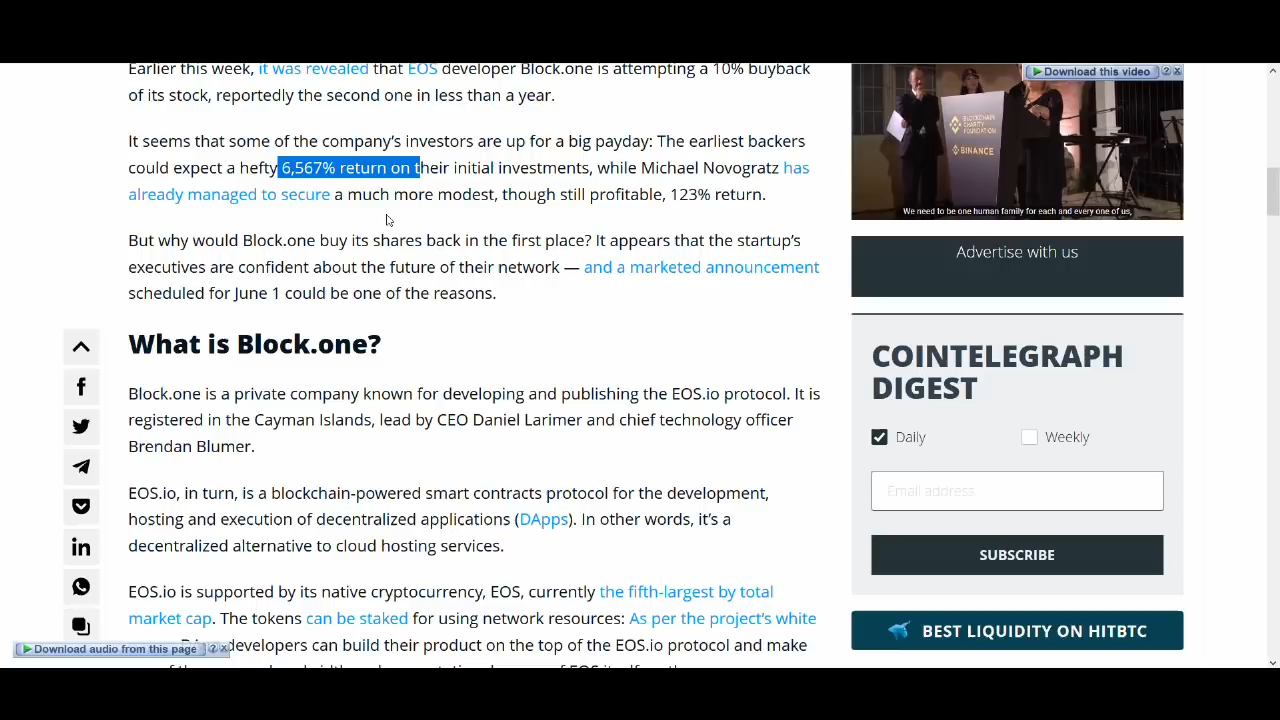 Earlier this week, it was revealed that EOS developer Block.one is attempting a 10% buyback
of its stock, reportedly the second one in less than a year.
It seems that some of the company's investors are up for a big payday: The earliest backers
could expect a hefty 6,567% return on their initial investments, while Michael Novogratz has
already managed to secure a much more modest, though still profitable, 123% return.
But why would Block.one buy its shares back in the first place? It appears that the startup's
executives are confident about the future of their network — and a marketed announcement
scheduled for June 1 could be one of the reasons.
What is Block.one?
Block.one is a private company known for developing and publishing the EOS.io protocol. It is
registered in the Cayman Islands, lead by CEO Daniel Larimer and chief technology officer
Brendan Blumer.
EOS.io, in turn, is a blockchain-powered smart contracts protocol for the development,
hosting and execution of decentralized applications (DApps). In other words, it's a
decentralized alternative to cloud hosting services.
EOS.io is supported by its native cryptocurrency, EOS, currently the fifth-largest by total
market cap. The tokens can be staked for using network resources: As per the project's white
developers can build their product on the top of the EOS.io protocol and make
Download audio from this page ? X
Download this video ? X
BLOCKCHAIN
CHARITY
FOUNDATION
BINANCE
We need to be one human family for each and every one of us,
Advertise with us
COINTELEGRAPH
DIGEST
Daily
Weekly
Email address
SUBSCRIBE
BEST LIQUIDITY ON HITBTC